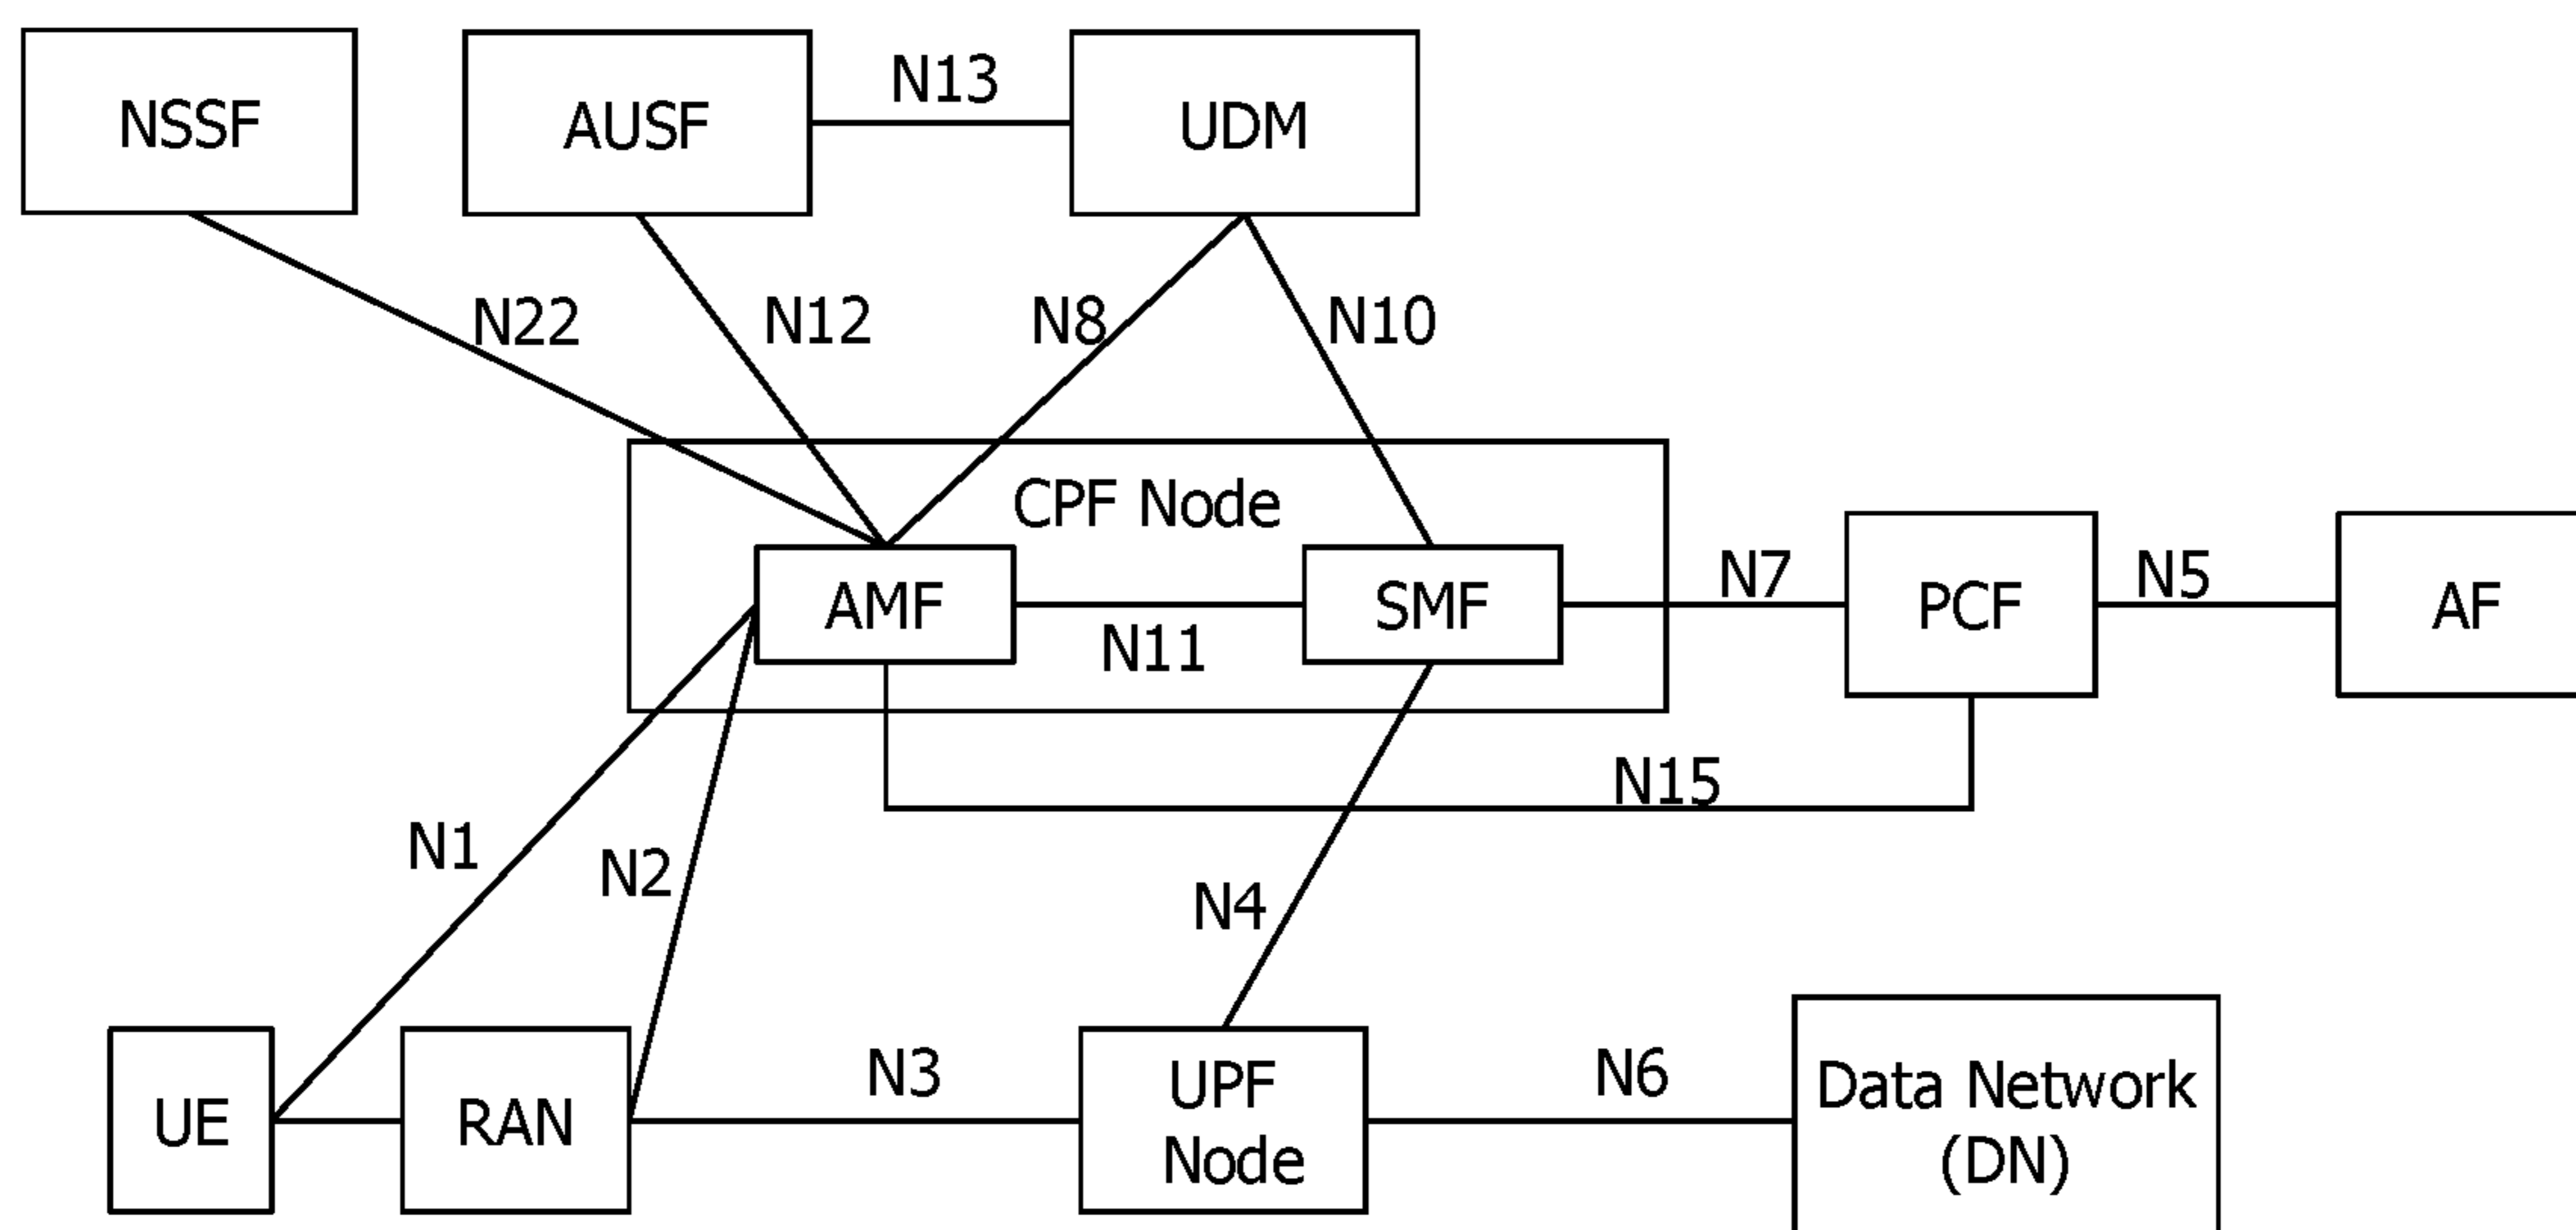 NSSF
AUSF
N13
UDM
N22
N12
N8
N10
CPF Node
AMF
N11
SMF
N7
PCF
N5
AF
N15
N1
N2
N4
UE
RAN
N3
UPF
Node
N6
Data Network
(DN)